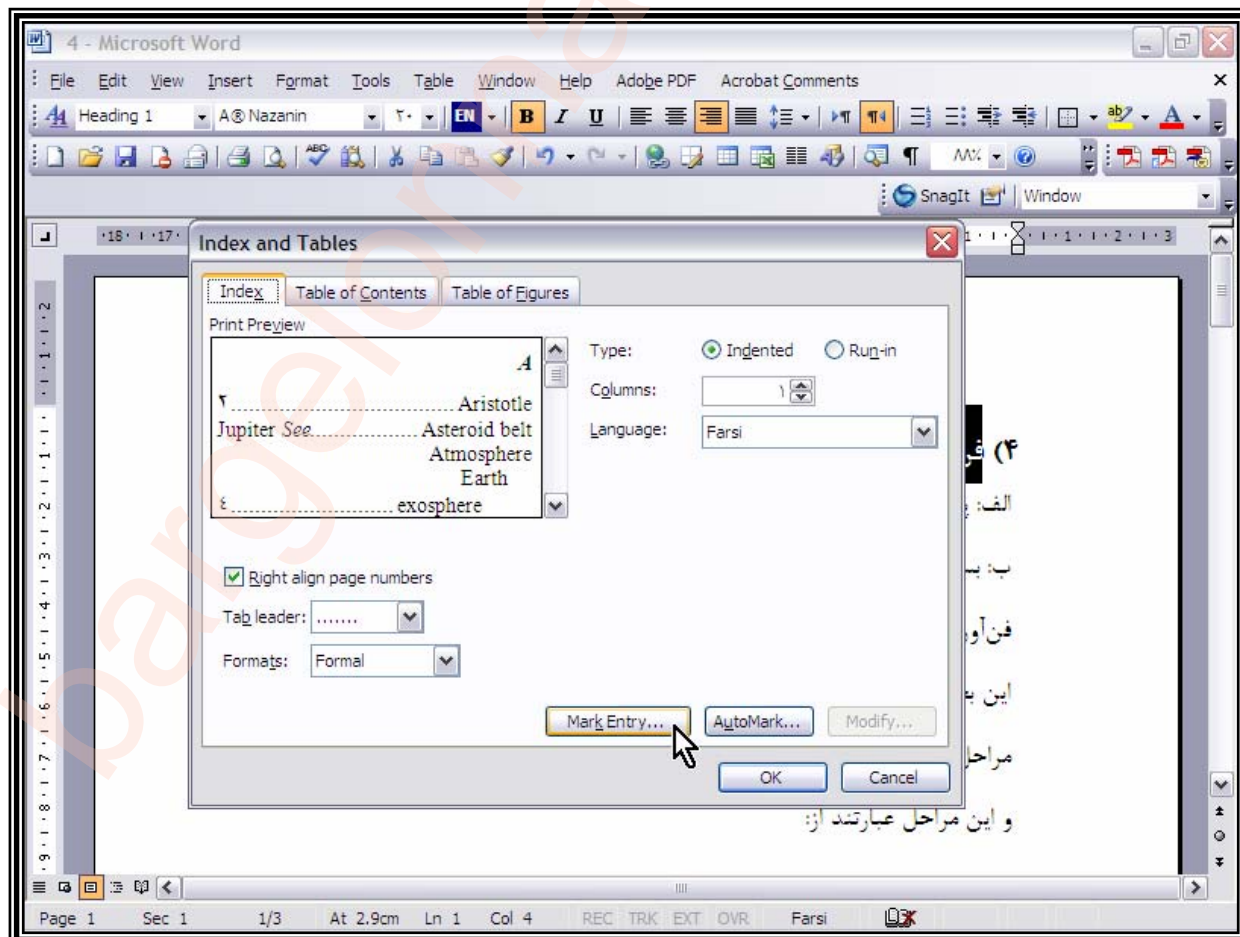 4 - Microsoft Word
File Edit View Insert Format Tools Table Window Help Adobe PDF Acrobat Comments
Heading 1 A® Nazanin ۲۰ EN B I U
۸۸%
SnagIt Window
Index and Tables
Index Table of Contents Table of Figures
Print Preview
A
Aristotle ........................................ ۲
Asteroid belt .................. See Jupiter
Atmosphere
Earth
exosphere ............................. ٤
Type: Indented Run-in
Columns: ۱
Language: Farsi
Right align page numbers
Tab leader: .......
Formats: Formal
Mark Entry... AutoMark... Modify...
OK Cancel
۴) فر
الف:
ب:
فن‌آور
این
مراحل
و این مراحل عبارتند از:
Page 1 Sec 1 1/3 At 2.9cm Ln 1 Col 4 REC TRK EXT OVR Farsi